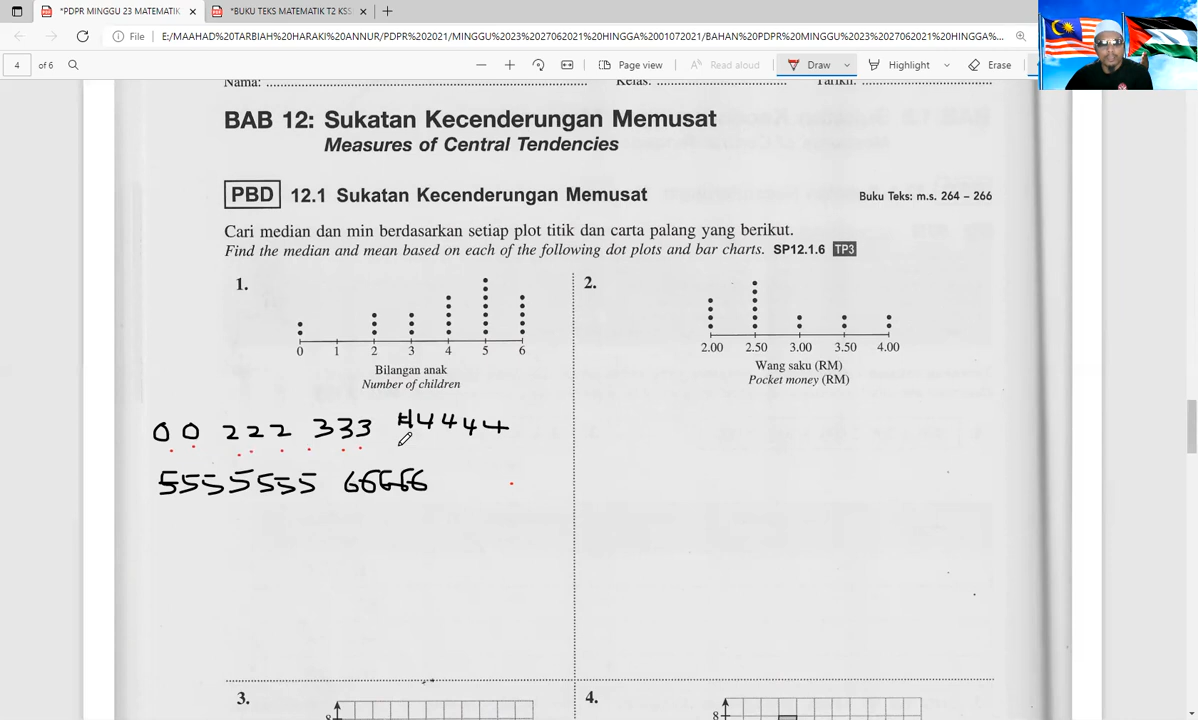 *PDPR MINGGU 23 MATEMATIK
*BUKU TEKS MATEMATIK T2 KSS
File
E:/MAAHAD%20TARBIAH%20HARAKI%20ANNUR/PDPR%202021/MINGGU%2023%2027062021%20HINGGA%2001072021/BAHAN%20PDPR%20MINGGU%2023%2027062021%20HINGGA%...
4 of 6
Page view
Read aloud
Draw
Highlight
Erase
Nama:
Kelas:
Tarikh:
BAB 12: Sukatan Kecenderungan Memusat
Measures of Central Tendencies
PBD 12.1 Sukatan Kecenderungan Memusat
Buku Teks: m.s. 264 – 266
Cari median dan min berdasarkan setiap plot titik dan carta palang yang berikut.
Find the median and mean based on each of the following dot plots and bar charts. SP12.1.6 TP3
1.
0 1 2 3 4 5 6
Bilangan anak
Number of children
2.
2.00 2.50 3.00 3.50 4.00
Wang saku (RM)
Pocket money (RM)
0 0 2 2 2 3 3 3 4 4 4 4 4
5 5 5 5 5 5 5 6 6 6 6 6
3.
8
4.
8